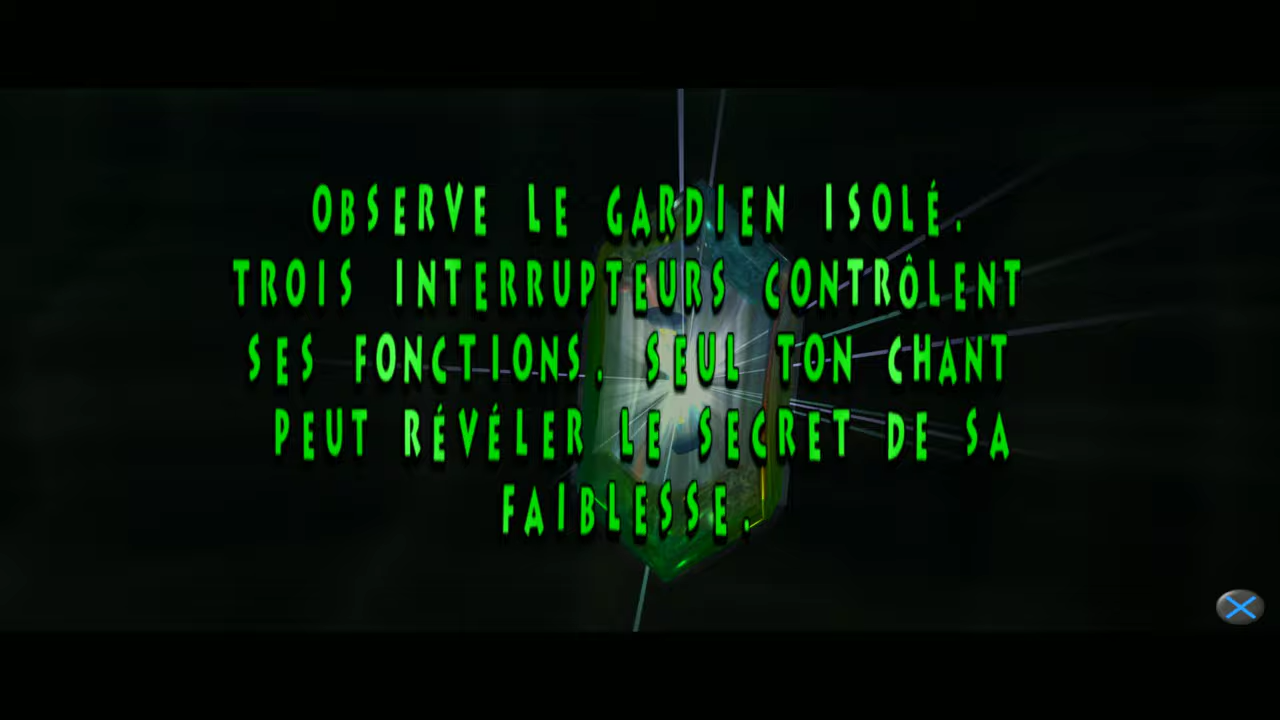 OBSERVE LE GARDIEN ISOLÉ.
TROIS INTERRUPTEURS CONTRÔLENT
SES FONCTIONS. SEUL TON CHANT
PEUT RÉVÉLER LE SECRET DE SA
FAIBLESSE.